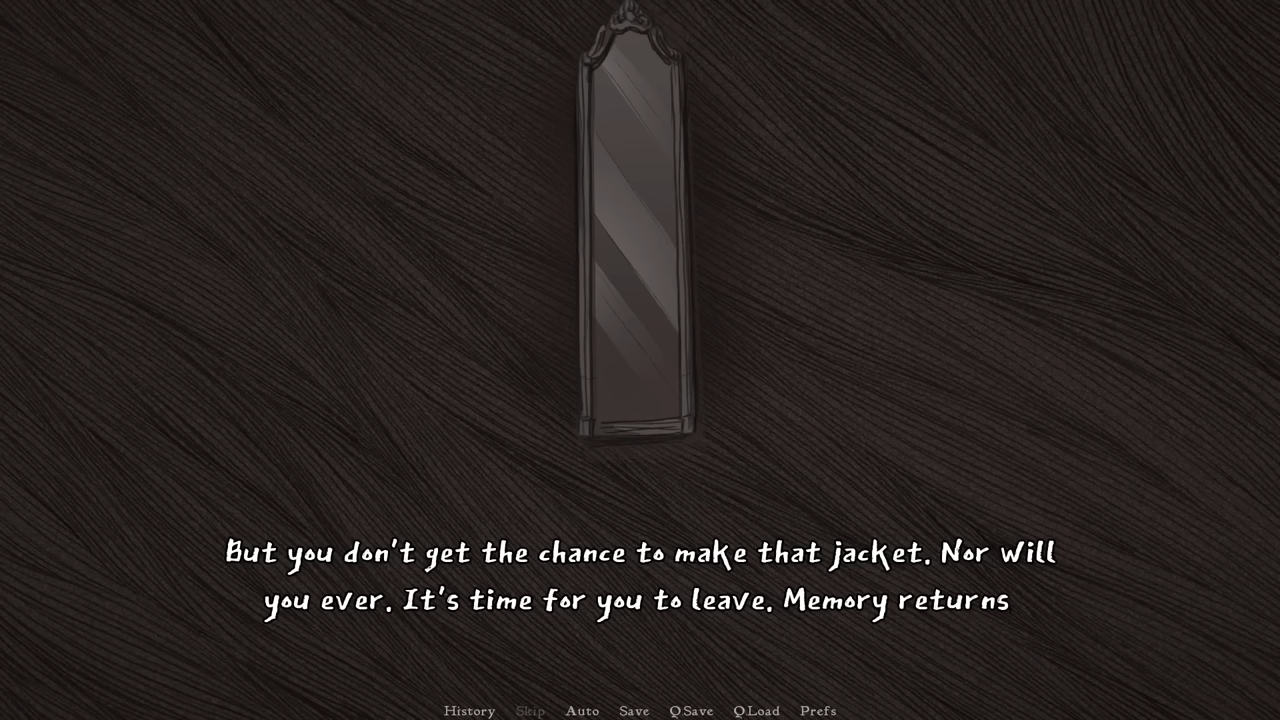 But you don't get the chance to make that jacket. Nor will
you ever. It's time for you to leave. Memory returns
History Skip Auto Save Q.Save Q.Load Prefs